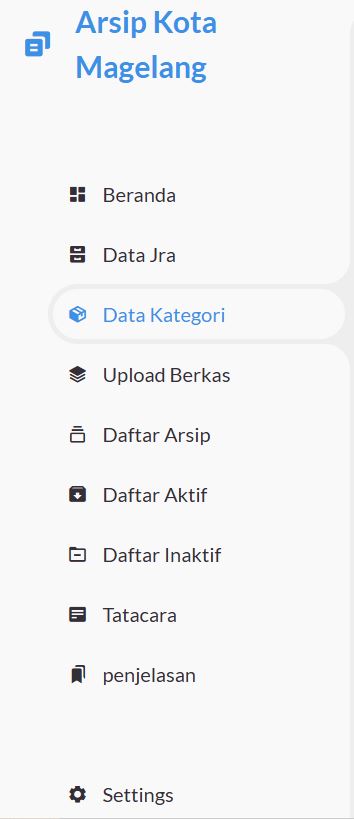 Arsip Kota
Magelang
Beranda
Data Jra
Data Kategori
Upload Berkas
Daftar Arsip
Daftar Aktif
Daftar Inaktif
Tatacara
penjelasan
Settings